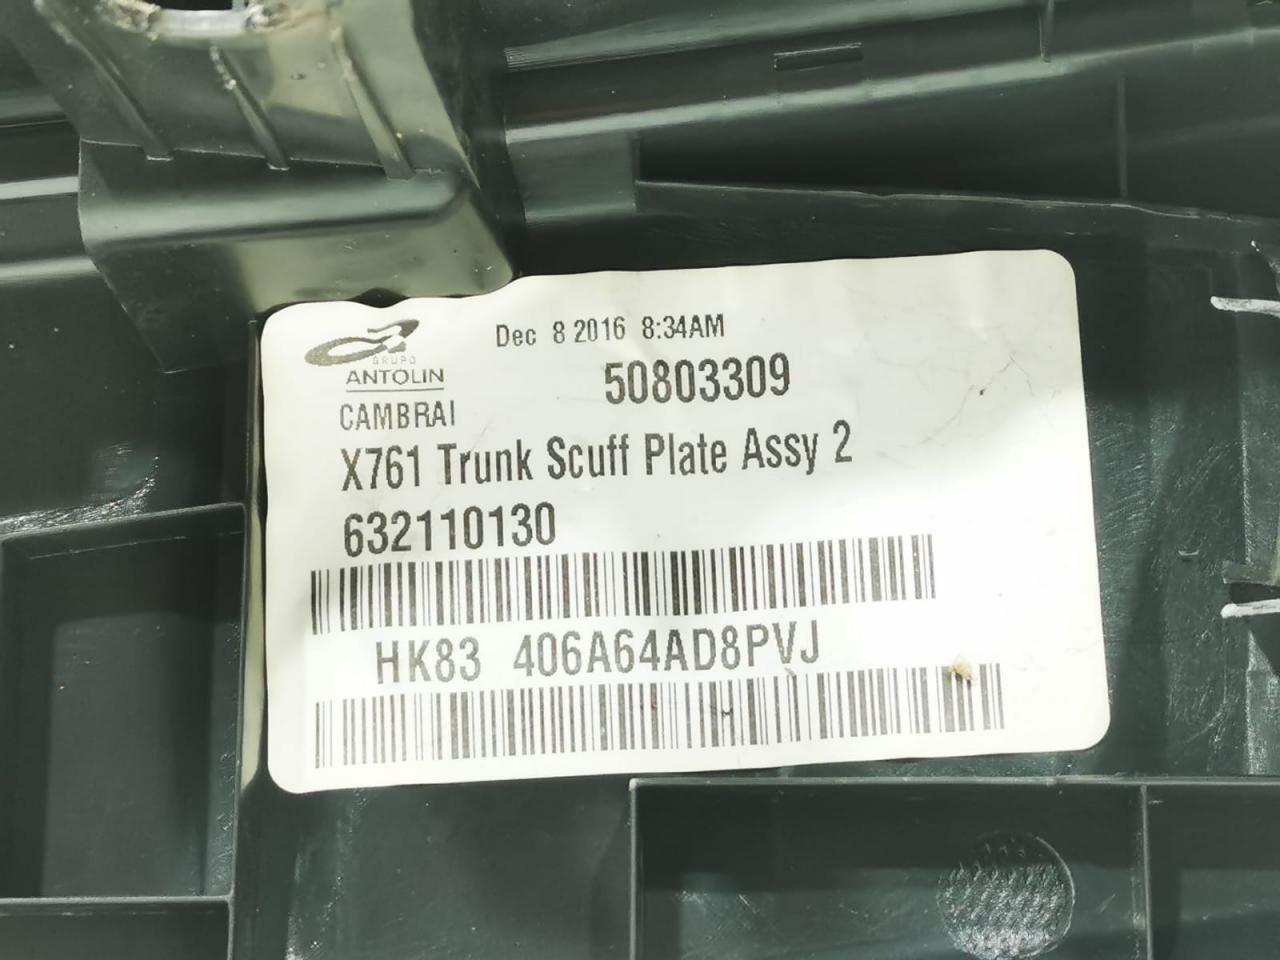 Dec 8 2016 8:34AM
GRUPO
ANTOLIN
50803309
CAMBRAI
X761 Trunk Scuff Plate Assy 2
632110130
HK83 406A64AD8PVJ